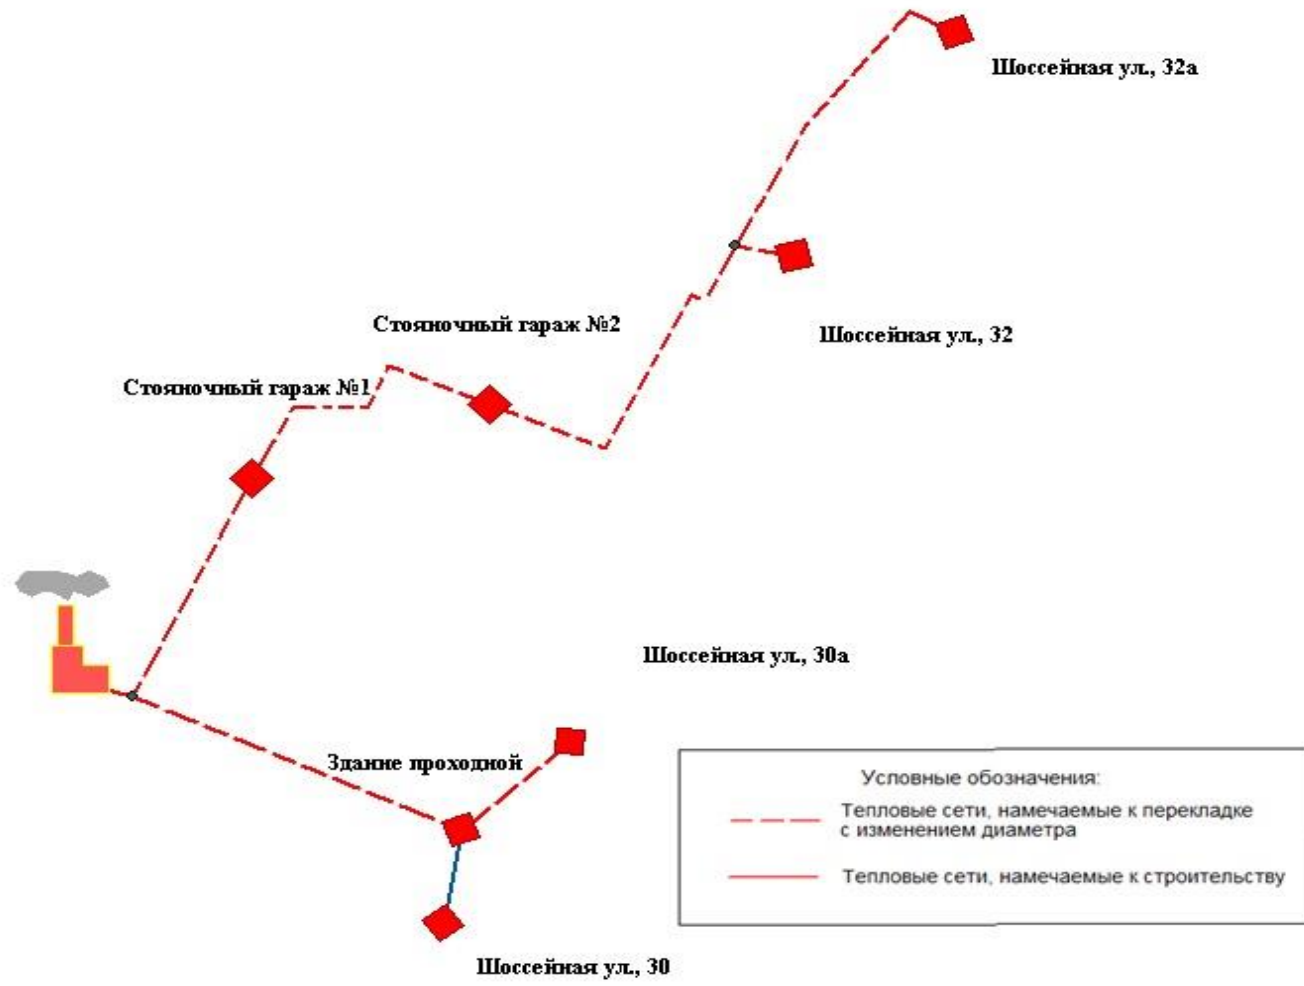 Шоссейная ул., 32а
Стояночный гараж №2
Шоссейная ул., 32
Стояночный гараж №1
Шоссейная ул., 30а
Здание проходной
Условные обозначения:
Тепловые сети, намечаемые к перекладке
с изменением диаметра
Тепловые сети, намечаемые к строительству
Шоссейная ул., 30